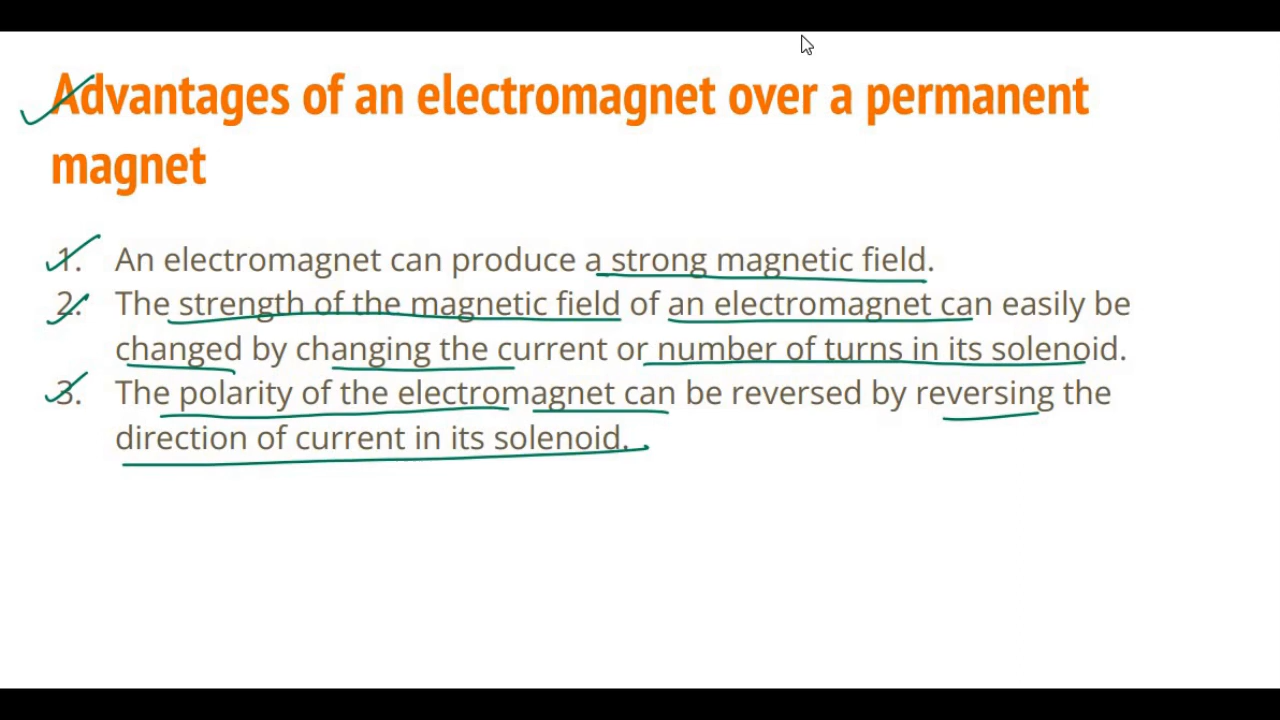 Advantages of an electromagnet over a permanent
magnet
1. An electromagnet can produce a strong magnetic field.
2. The strength of the magnetic field of an electromagnet can easily be
changed by changing the current or number of turns in its solenoid.
3. The polarity of the electromagnet can be reversed by reversing the
direction of current in its solenoid.